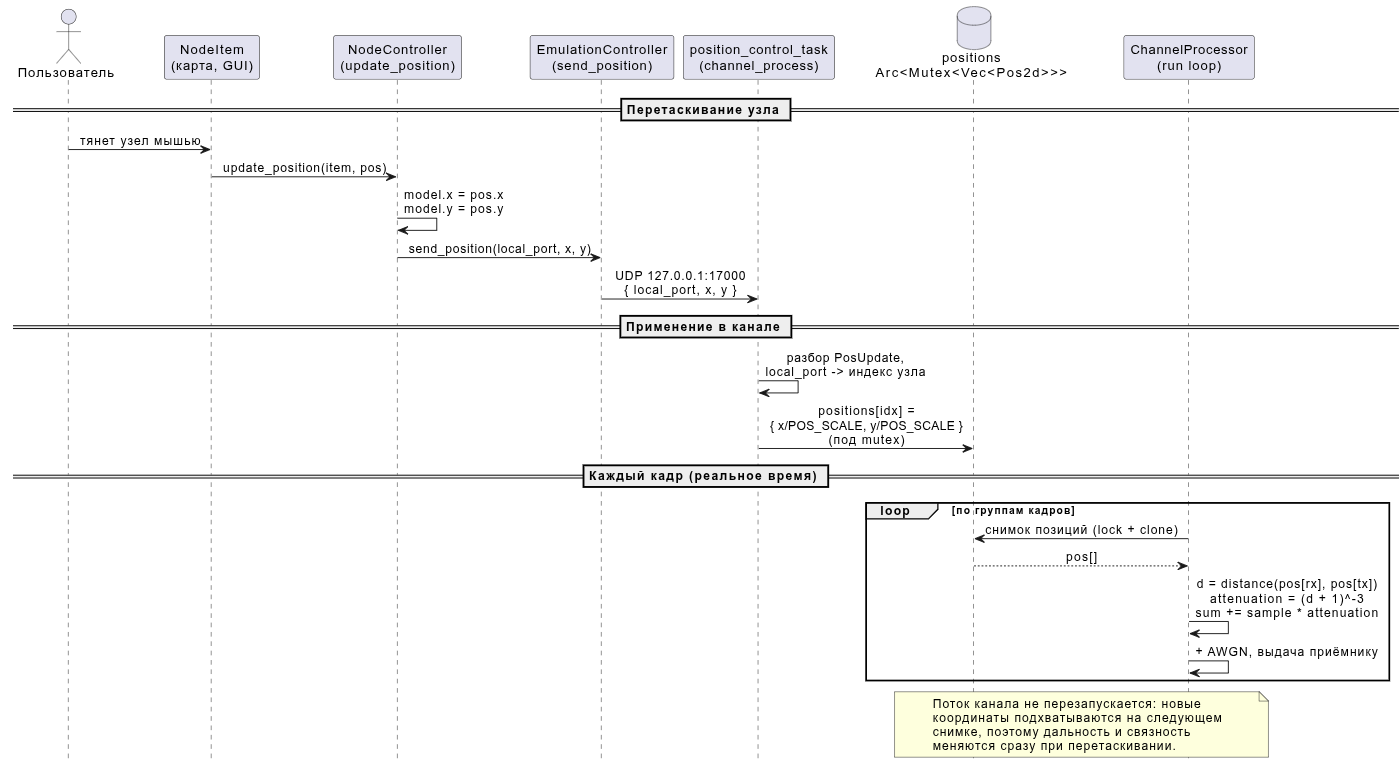 Пользователь
NodeItem
(карта, GUI)
NodeController
(update_position)
EmulationController
(send_position)
position_control_task
(channel_process)
positions
Arc<Mutex<Vec<Pos2d>>>
ChannelProcessor
(run loop)
Перетаскивание узла
тянет узел мышью
update_position(item, pos)
model.x = pos.x
model.y = pos.y
send_position(local_port, x, y)
UDP 127.0.0.1:17000
{ local_port, x, y }
Применение в канале
разбор PosUpdate,
local_port -> индекс узла
positions[idx] =
{ x/POS_SCALE, y/POS_SCALE }
(под mutex)
Каждый кадр (реальное время)
loop
[по группам кадров]
снимок позиций (lock + clone)
pos[]
d = distance(pos[rx], pos[tx])
attenuation = (d + 1)^-3
sum += sample * attenuation
+ AWGN, выдача приёмнику
Поток канала не перезапускается: новые
координаты подхватываются на следующем
снимке, поэтому дальность и связность
меняются сразу при перетаскивании.